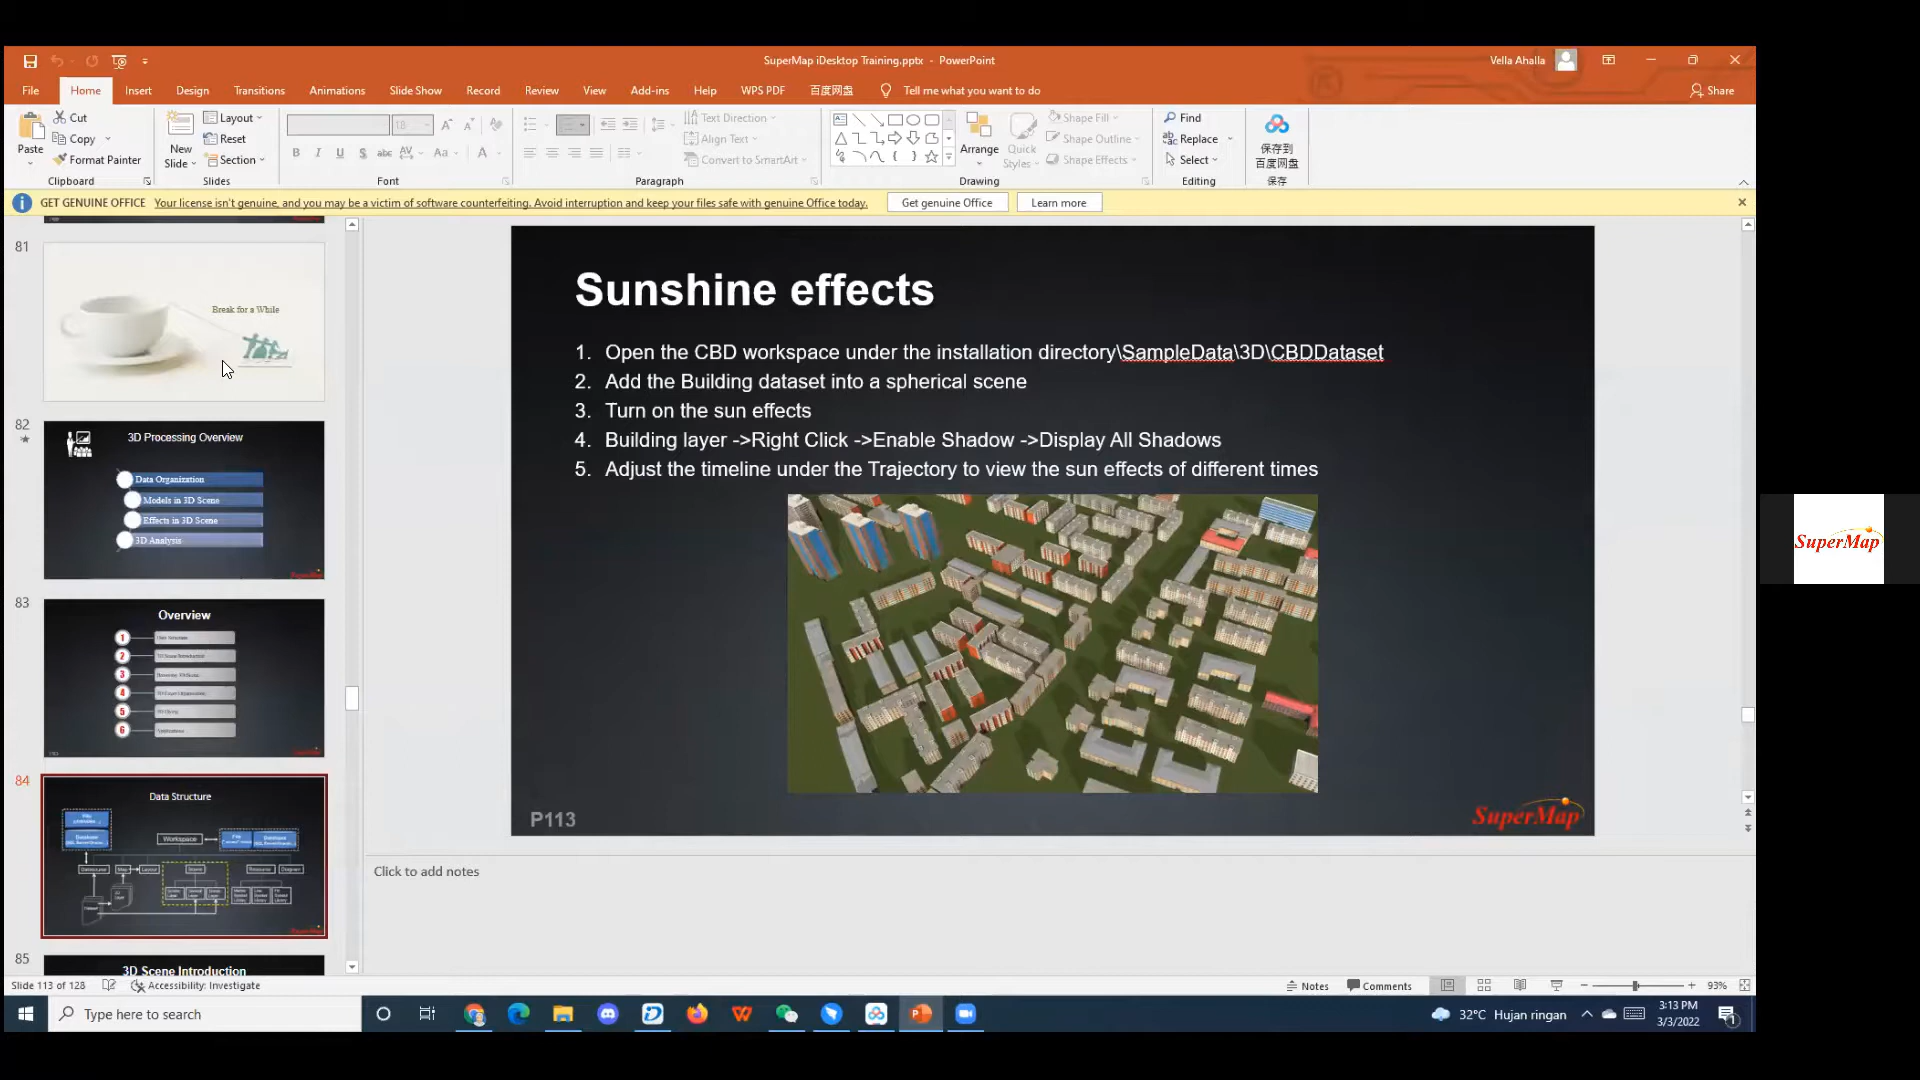 SuperMap iDesktop Training.pptx - PowerPoint
Vella Ahalla
File Home Insert Design Transitions Animations Slide Show Record Review View Add-ins Help WPS PDF 百度网盘 Tell me what you want to do Share
Paste
Cut
Copy
Format Painter
Clipboard
New
Slide
Layout
Reset
Section
Slides
18
Font
Text Direction
Align Text
Convert to SmartArt
Paragraph
Arrange
Quick
Styles
Shape Fill
Shape Outline
Shape Effects
Drawing
Find
Replace
Select
Editing
保存到
百度网盘
保存
GET GENUINE OFFICE Your license isn't genuine, and you may be a victim of software counterfeiting. Avoid interruption and keep your files safe with genuine Office today. Get genuine Office Learn more
81
Break for a While
82
3D Processing Overview
Data Organization
Models in 3D Scene
Effects in 3D Scene
3D Analysis
SuperMap
83
Overview
1
2
3
4
5
6
84
Data Structure
Workspace
85
3D Scene Introduction
Sunshine effects
1. Open the CBD workspace under the installation directory\SampleData\3D\CBDDataset
2. Add the Building dataset into a spherical scene
3. Turn on the sun effects
4. Building layer ->Right Click ->Enable Shadow ->Display All Shadows
5. Adjust the timeline under the Trajectory to view the sun effects of different times
P113
SuperMap
Click to add notes
SuperMap
Slide 113 of 128 Accessibility: Investigate Notes Comments 93%
Type here to search
32°C Hujan ringan
3:13 PM
3/3/2022